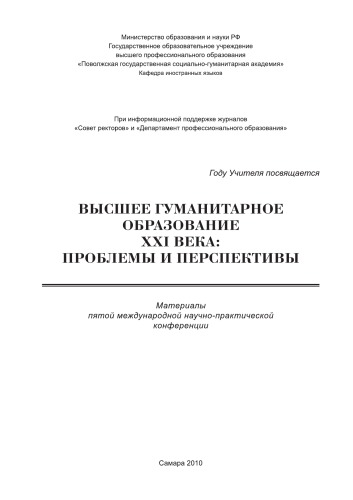 Министерство образования и науки РФ
Государственное образовательное учреждение
высшего профессионального образования
«Поволжская государственная социально-гуманитарная академия»
Кафедра иностранных языков
При информационной поддержке журналов
«Совет ректоров» и «Департамент профессионального образования»
Году Учителя посвящается
ВЫСШЕЕ ГУМАНИТАРНОЕ
ОБРАЗОВАНИЕ
XXI ВЕКА:
ПРОБЛЕМЫ И ПЕРСПЕКТИВЫ
Материалы
пятой международной научно-практической
конференции
Самара 2010